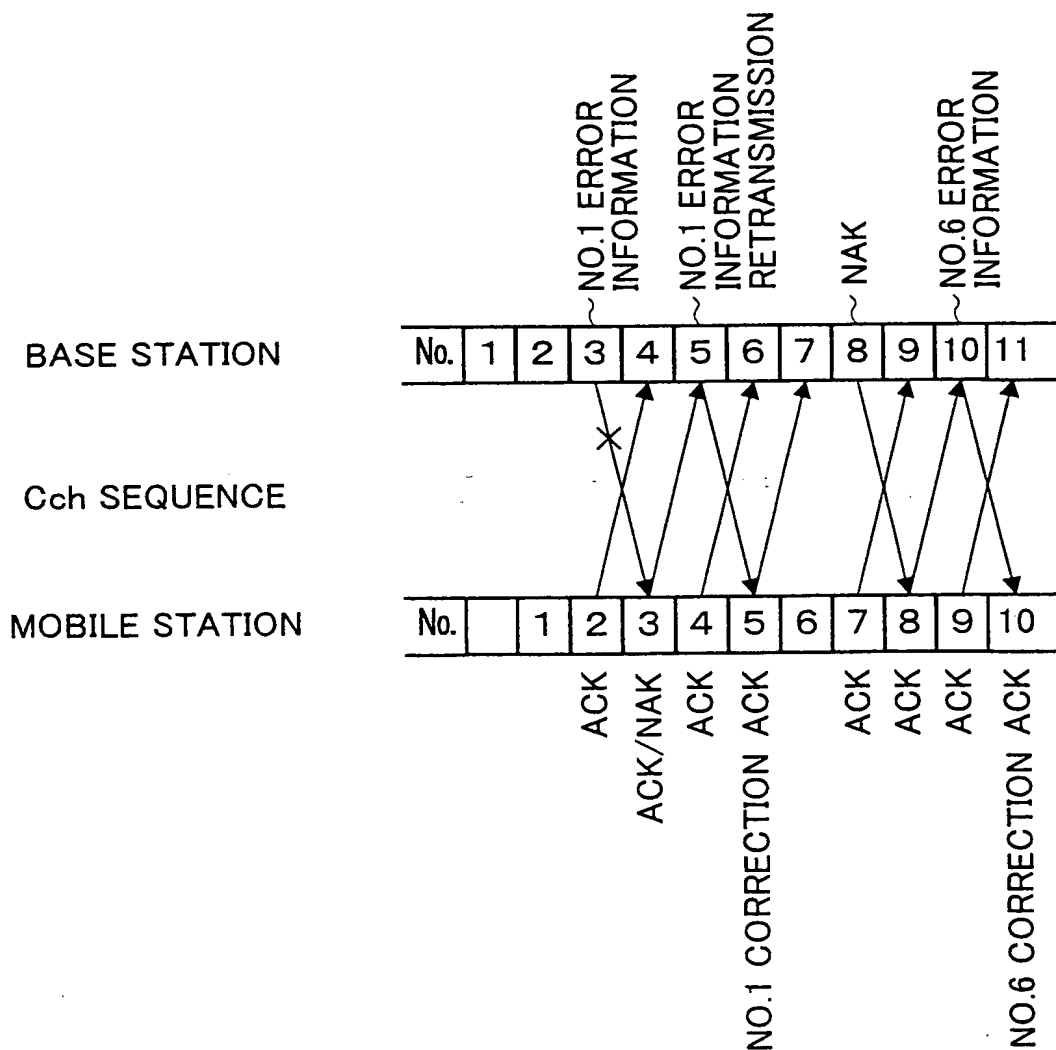 NO.1 ERROR
INFORMATION
NO.1 ERROR
INFORMATION
RETRANSMISSION
NAK
NO.6 ERROR
INFORMATION
BASE STATION
No. 1 2 3 4 5 6 7 8 9 10 11
Cch SEQUENCE
MOBILE STATION
No. 1 2 3 4 5 6 7 8 9 10
ACK
ACK/NAK
ACK
NO.1 CORRECTION ACK
ACK
ACK
ACK
NO.6 CORRECTION ACK